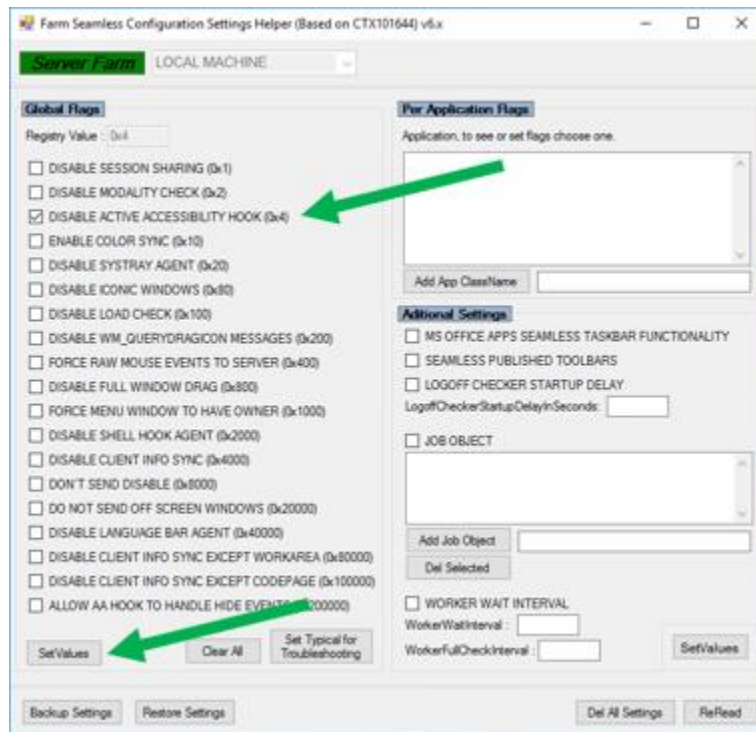 Farm Seamless Configuration Settings Helper (Based on CTX101644) v6.x
Server Farm LOCAL MACHINE
Global Flags
Registry Value : 0x4
DISABLE SESSION SHARING (0x1)
DISABLE MODALITY CHECK (0x2)
DISABLE ACTIVE ACCESSIBILITY HOOK (0x4)
ENABLE COLOR SYNC (0x10)
DISABLE SYSTRAY AGENT (0x20)
DISABLE ICONIC WINDOWS (0x80)
DISABLE LOAD CHECK (0x100)
DISABLE WM_QUERYDRAGICON MESSAGES (0x200)
FORCE RAW MOUSE EVENTS TO SERVER (0x400)
DISABLE FULL WINDOW DRAG (0x800)
FORCE MENU WINDOW TO HAVE OWNER (0x1000)
DISABLE SHELL HOOK AGENT (0x2000)
DISABLE CLIENT INFO SYNC (0x4000)
DON'T SEND DISABLE (0x8000)
DO NOT SEND OFF SCREEN WINDOWS (0x20000)
DISABLE LANGUAGE BAR AGENT (0x40000)
DISABLE CLIENT INFO SYNC EXCEPT WORKAREA (0x80000)
DISABLE CLIENT INFO SYNC EXCEPT CODEPAGE (0x100000)
ALLOW AA HOOK TO HANDLE HIDE 200000)
SetValues
Clear All
Set Typical for
Troubleshooting
Per Application Flags
Application, to see or set flags choose one.
Add App ClassName
Aditional Settings
MS OFFICE APPS SEAMLESS TASKBAR FUNCTIONALITY
SEAMLESS PUBLISHED TOOLBARS
LOGOFF CHECKER STARTUP DELAY
LogoffCheckerStartupDelayInSeconds:
JOB OBJECT
Add Job Object
Del Selected
WORKER WAIT INTERVAL
WorkerWaitInterval :
WorkerFullCheckInterval :
SetValues
Backup Settings
Restore Settings
Del All Settings
ReRead